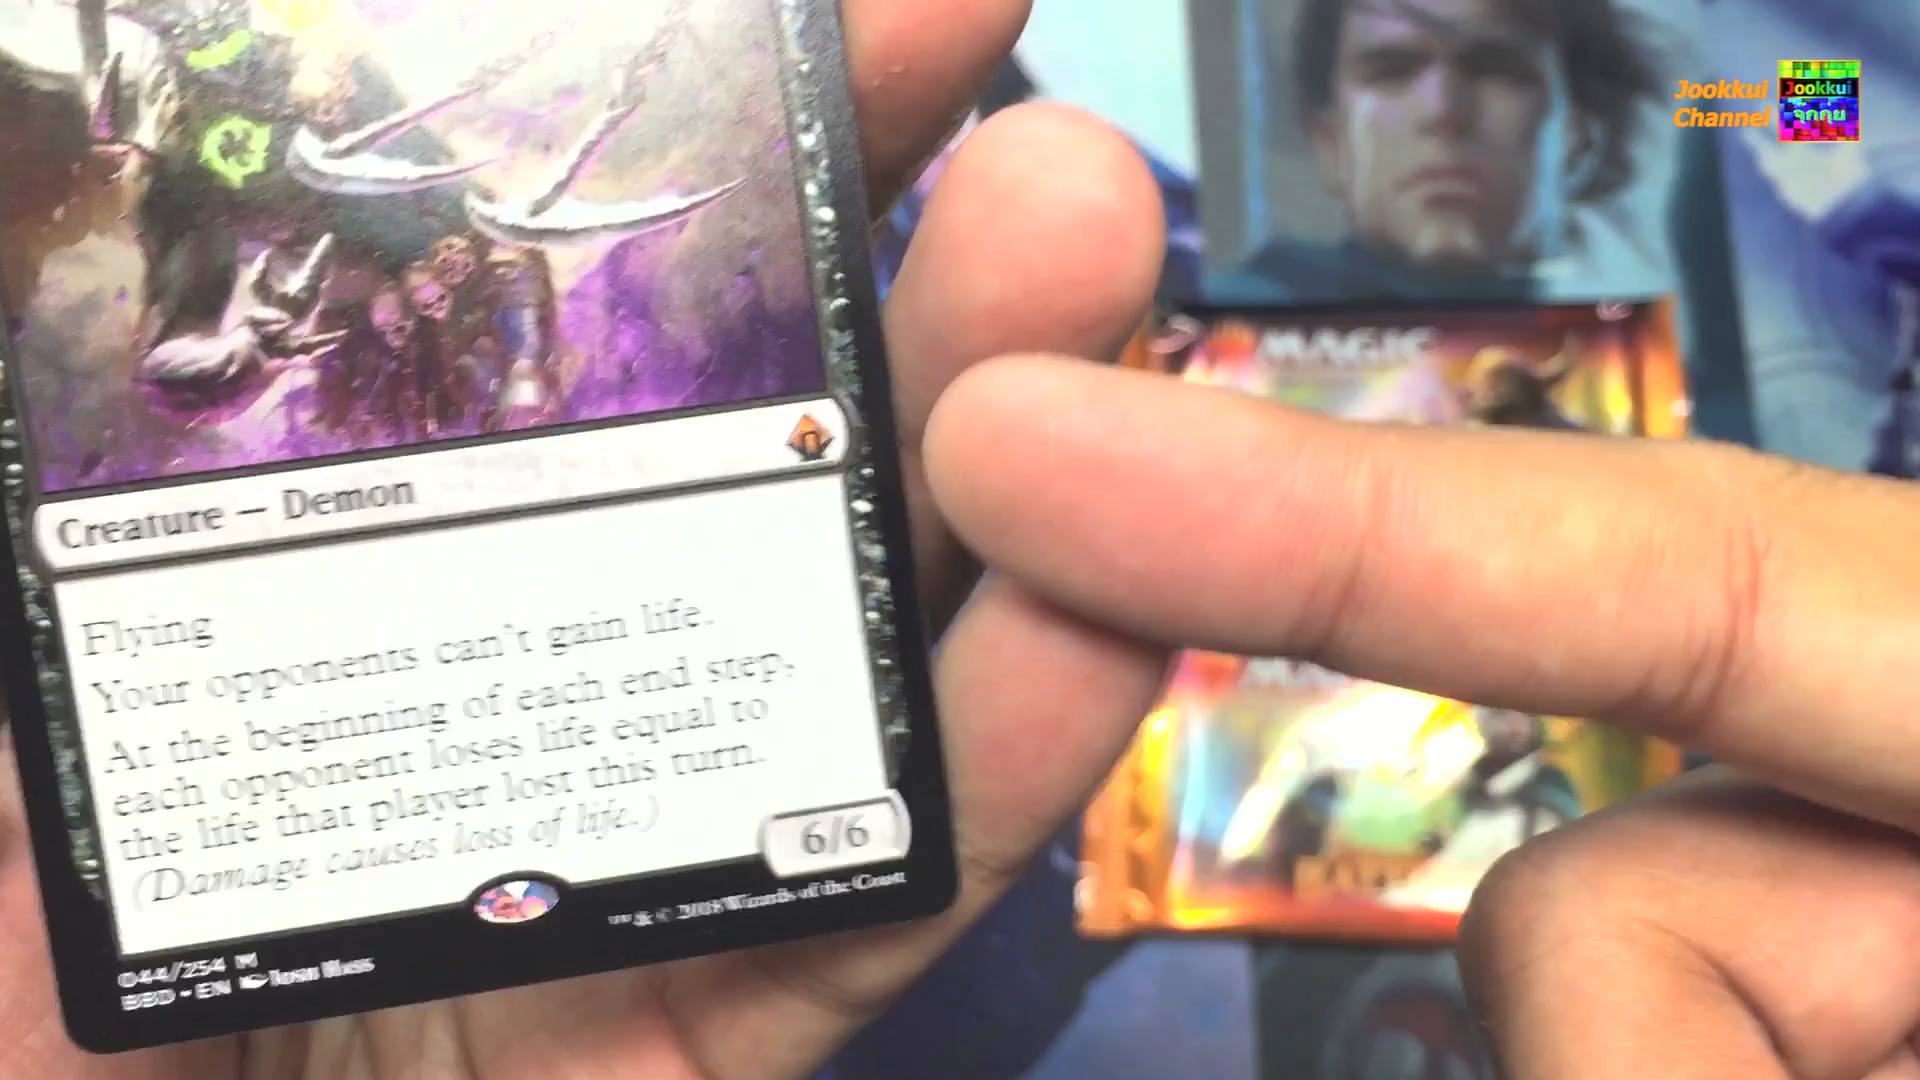 Jookkui
Channel
Jookkui
จุกกุย
MAGIC
Creature — Demon
Flying
Your opponents can't gain life.
At the beginning of each end step,
each opponent loses life equal to
the life that player lost this turn.
(Damage causes loss of life.)
6/6
™ & © 2018 Wizards of the Coast
044/254 M
BBD • EN